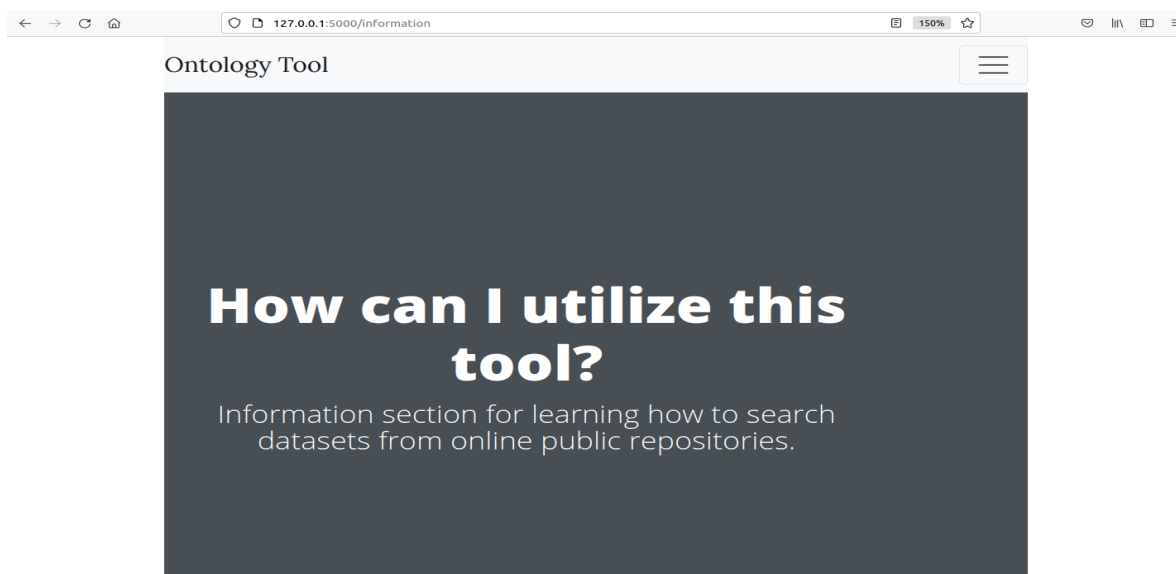 127.0.0.1:5000/information
150%
Ontology Tool
How can I utilize this
tool?
Information section for learning how to search
datasets from online public repositories.